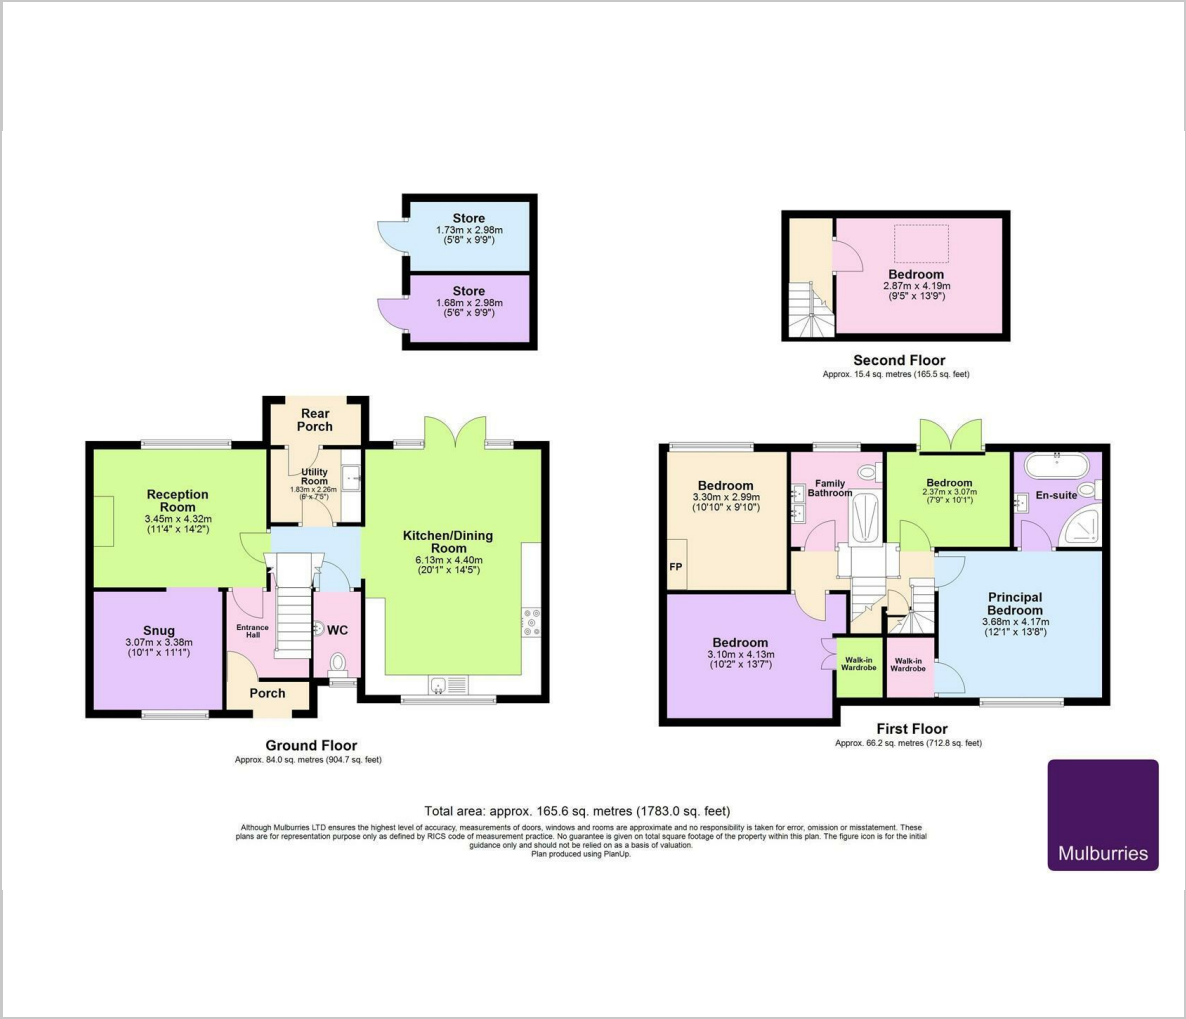 Store
1.73m x 2.98m
(5'8" x 9'9")
Store
1.68m x 2.98m
(5'6" x 9'9")
Bedroom
2.87m x 4.19m
(9'5" x 13'9")
Second Floor
Approx. 15.4 sq. metres (165.5 sq. feet)
Rear
Porch
Utility
Room
1.83m x 2.26m
(6' x 7'5")
Reception
Room
3.45m x 4.32m
(11'4" x 14'2")
Kitchen/Dining
Room
6.13m x 4.40m
(20'1" x 14'5")
Snug
3.07m x 3.38m
(10'1" x 11'1")
Entrance
Hall
WC
Porch
Ground Floor
Approx. 84.0 sq. metres (904.7 sq. feet)
Bedroom
3.30m x 2.99m
(10'10" x 9'10")
FP
Family
Bathroom
Bedroom
2.37m x 3.07m
(7'9" x 10'1")
En-suite
Principal
Bedroom
3.68m x 4.17m
(12'1" x 13'8")
Bedroom
3.10m x 4.13m
(10'2" x 13'7")
Walk-in
Wardrobe
Walk-in
Wardrobe
First Floor
Approx. 66.2 sq. metres (712.8 sq. feet)
Total area: approx. 165.6 sq. metres (1783.0 sq. feet)
Although Mulburries LTD ensures the highest level of accuracy, measurements of doors, windows and rooms are approximate and no responsibility is taken for error, omission or misstatement. These
plans are for representation purpose only as defined by RICS code of measurement practice. No guarantee is given on total square footage of the property within this plan. The figure icon is for the initial
guidance only and should not be relied on as a basis of valuation.
Plan produced using PlanUp.
Mulburries